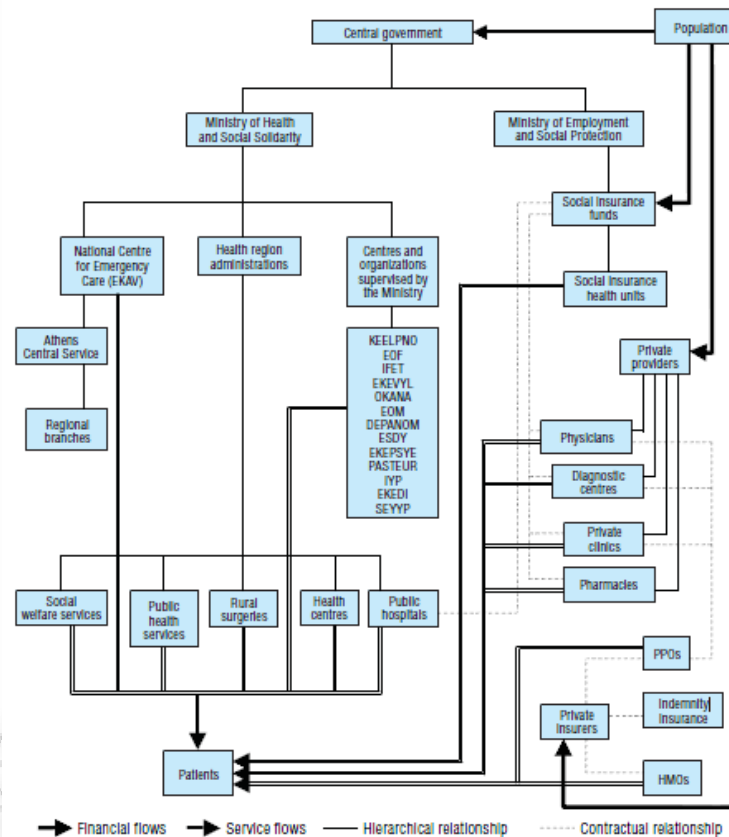 Central government
Population
Ministry of Health
and Social Solidarity
Ministry of Employment
and Social Protection
Social Insurance
funds
National Centre
for Emergency
Care (EKAV)
Health region
administrations
Centres and
organizations
supervised by
the Ministry
Social Insurance
health units
Athens
Central Service
KEELPNO
EOF
IFET
EKEVYL
OKANA
EOM
DEPANOM
ESDY
EKEPSYE
PASTEUR
IYP
EKEDI
SEYYP
Private
providers
Regional
branches
Physicians
Diagnostic
centres
Private
clinics
Pharmacies
Social
welfare services
Public
health
services
Rural
surgeries
Health
centres
Public
hospitals
PPOs
Indemnity
Insurance
Private
Insurers
Patients
HMOs
Financial flows
Service flows
Hierarchical relationship
Contractual relationship